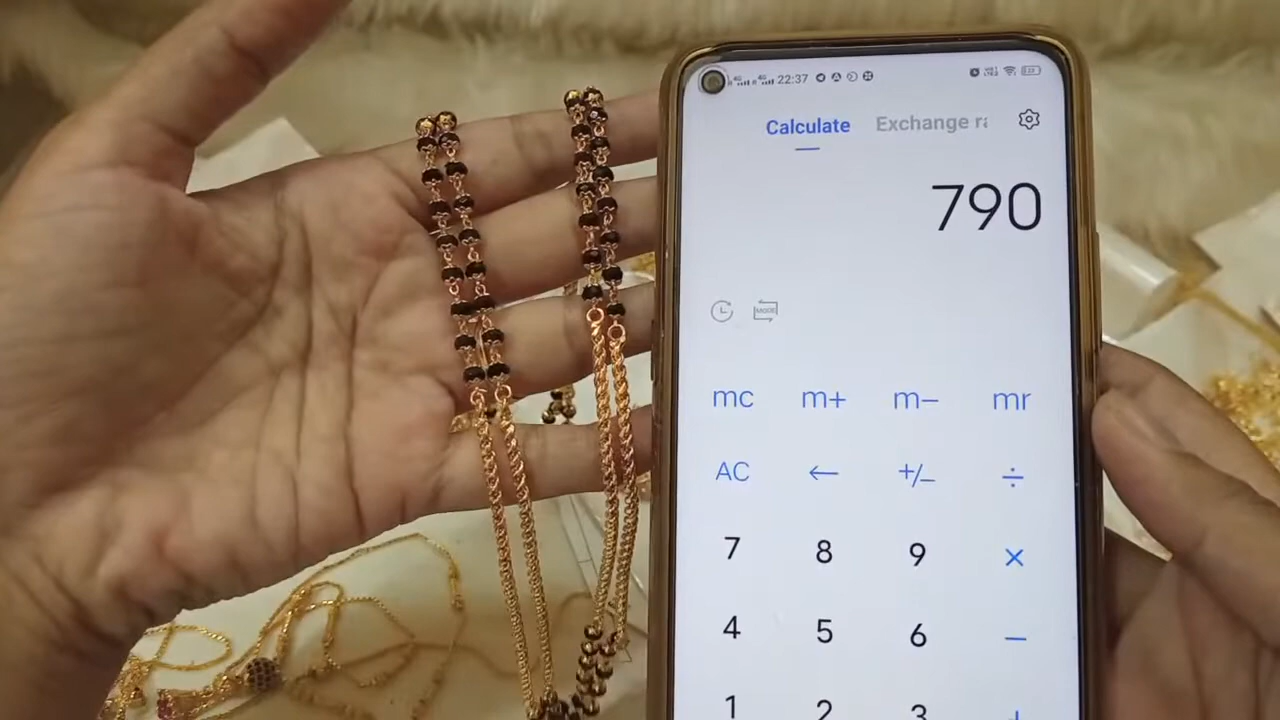 22:37
Calculate Exchange ra
790
mc m+ m− mr
AC ← +/− ÷
7 8 9 ×
4 5 6 −
1 2 3 +